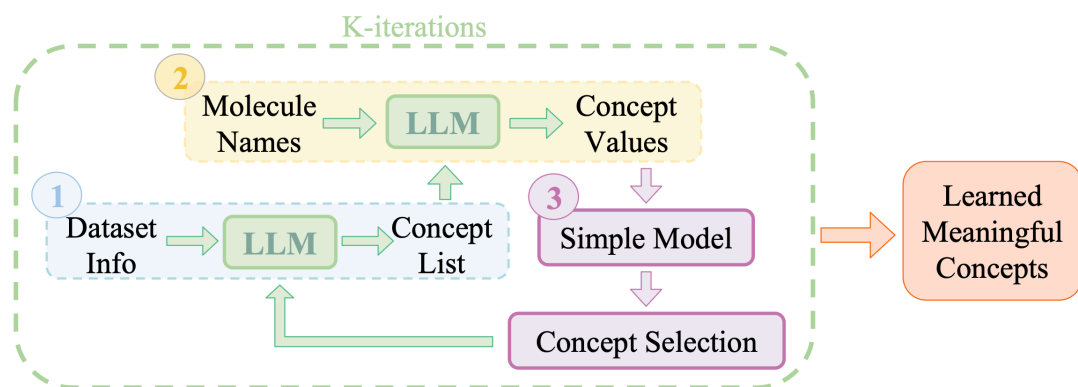 K-iterations
2
Molecule
Names
LLM
Concept
Values
1
Dataset
Info
LLM
Concept
List
3
Simple Model
Concept Selection
Learned
Meaningful
Concepts